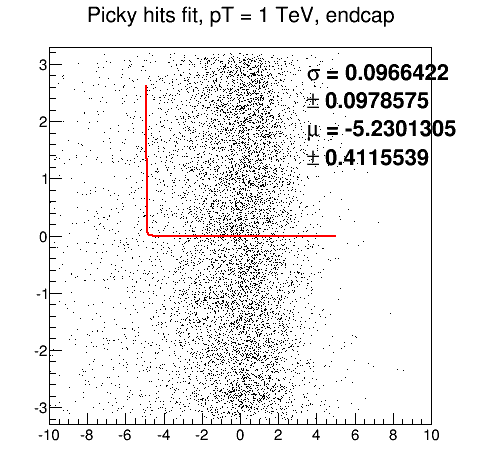 Picky hits fit, pT = 1 TeV, endcap
σ = 0.0966422
± 0.0978575
μ = -5.2301305
± 0.4115539
3
2
1
0
-1
-2
-3
-10 -8 -6 -4 -2 0 2 4 6 8 10